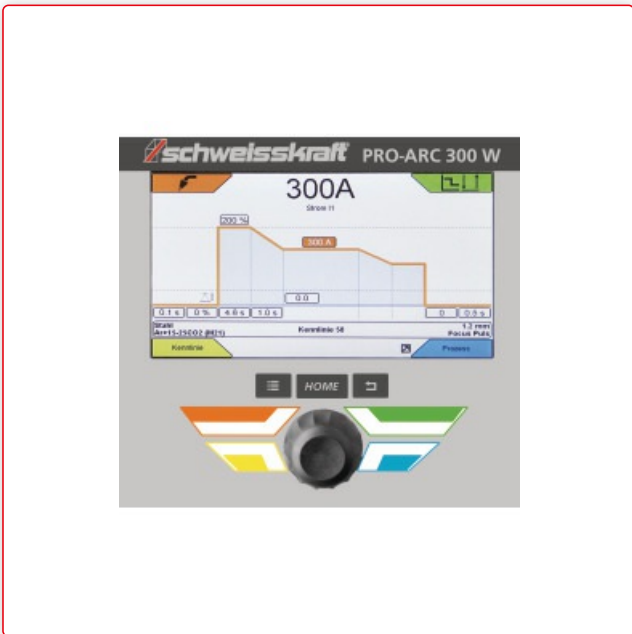 schweisskraft PRO-ARC 300 W
300A
Strom I1
200 %
300 A
0.0
0.1 s 0 % 4.6 s 1.0 s 0 0.5 s
Stahl 1.2 mm
Ar+15-25CO2 (M21) Kennlinie 50 Focus Puls
Kennlinie Prozess
HOME